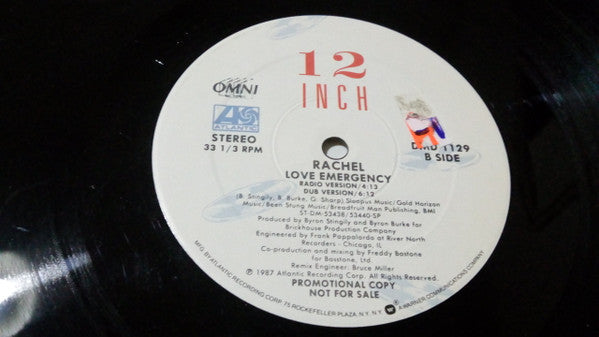 12
INCH
OMNI
ATLANTIC
STEREO
33 1/3 RPM
DMD 1129
B SIDE
RACHEL
LOVE EMERGENCY
RADIO VERSION/4:13
DUB VERSION/6:12
(B. Stingily, B. Burke, G. Sharp) Slompus Music/Gold Horizon
Music/Been Stung Music/Breadfruit Man Publishing, BMI
ST-DM-53438/53440-SP
Produced by Byron Stingily and Byron Burke for
Brickhouse Production Company
Engineered by Frank Pappalardo at River North
Recorders - Chicago, IL
Co-production and mixing by Freddy Bastone
for Basstone, Ltd.
Remix Engineer: Bruce Miller
℗ 1987 Atlantic Recording Corp. All Rights Reserved.
PROMOTIONAL COPY
NOT FOR SALE
MFG. BY ATLANTIC RECORDING CORP. 75 ROCKEFELLER PLAZA, N.Y. N.Y. A WARNER COMMUNICATIONS COMPANY